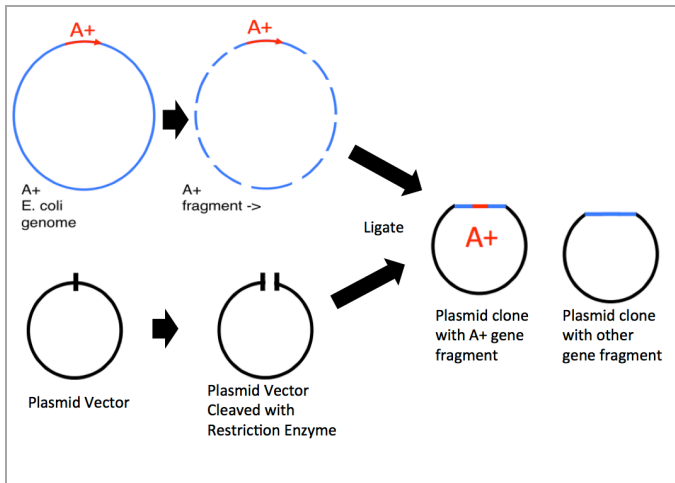 A+
A+
A+
E. coli
genome
A+
fragment ->
Ligate
A+
Plasmid clone
with A+ gene
fragment
Plasmid clone
with other
gene fragment
Plasmid Vector
Plasmid Vector
Cleaved with
Restriction Enzyme